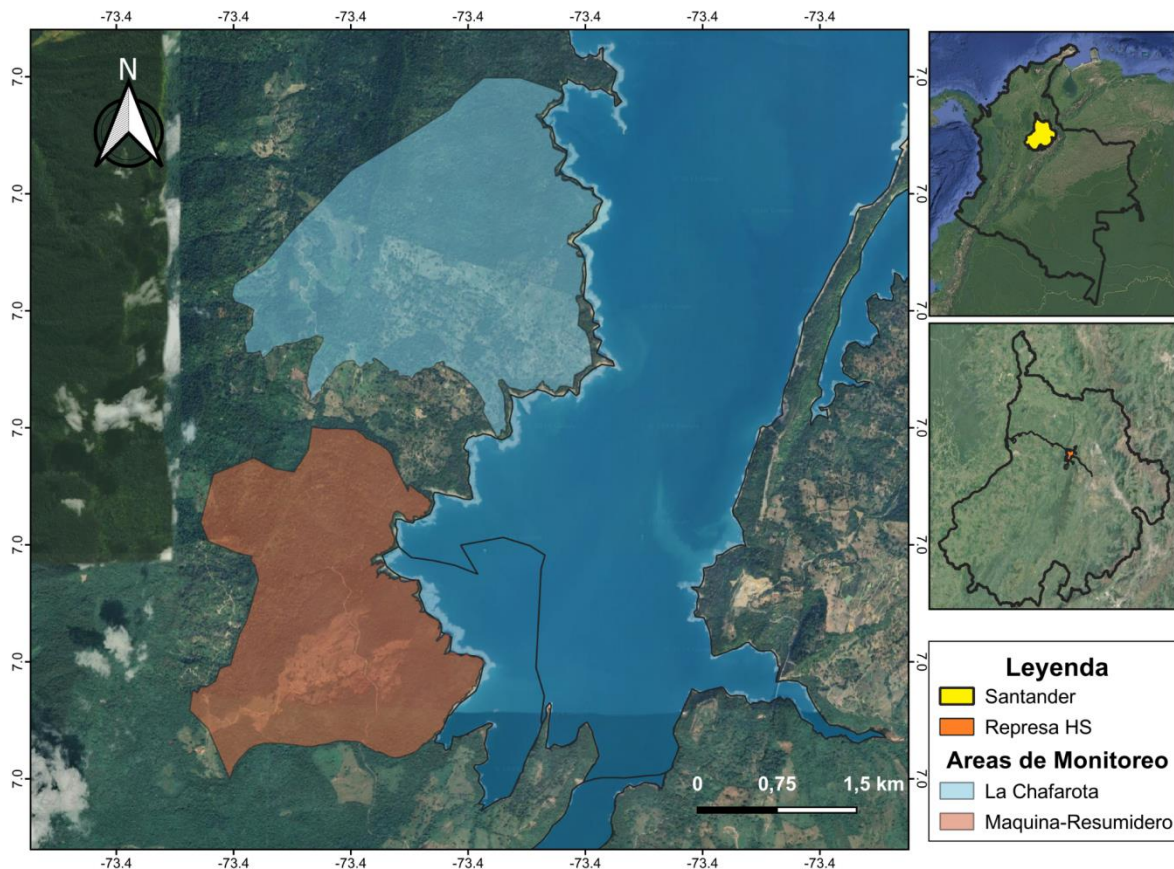 -73.4 -73.4 -73.4 -73.4 -73.4 -73.4 -73.4
N
7.0 7.0
7.0 7.0
7.0 7.0
7.0 7.0
7.0 7.0
7.0 7.0
7.0 7.0
0 0,75 1,5 km
-73.4 -73.4 -73.4 -73.4 -73.4 -73.4 -73.4
Leyenda
Santander
Represa HS
Areas de Monitoreo
La Chafarota
Maquina-Resumidero